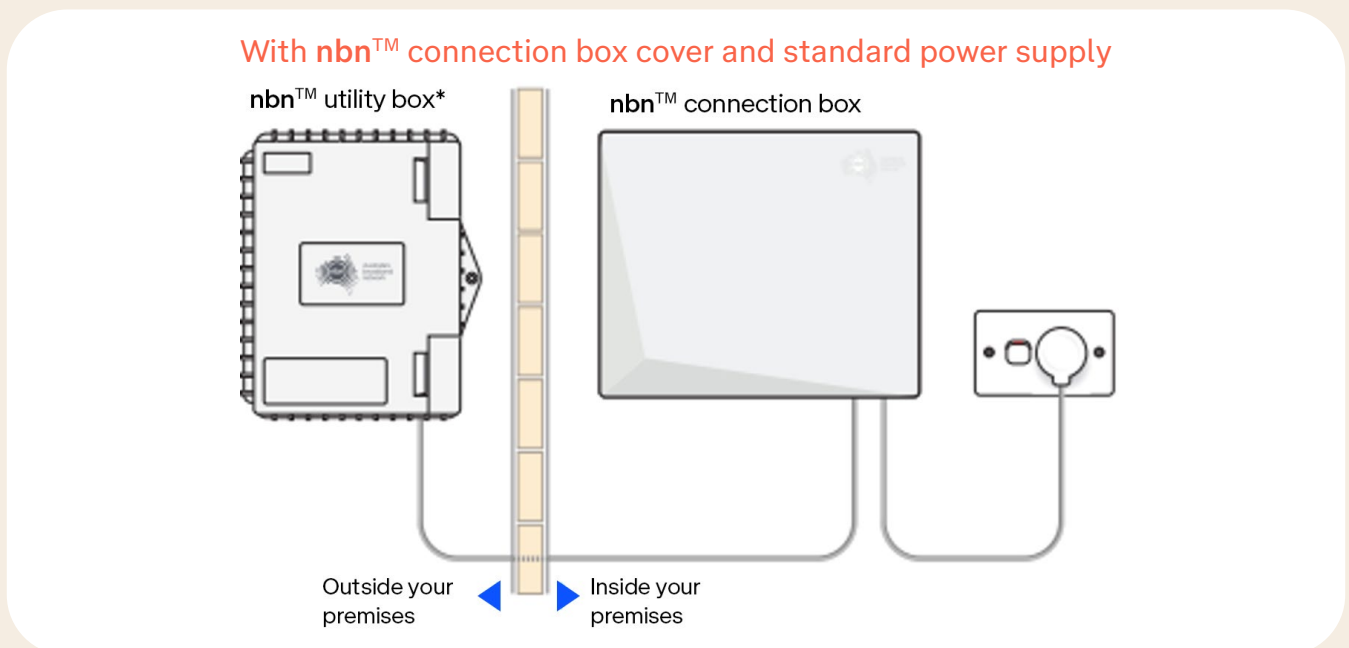 With nbn™ connection box cover and standard power supply
nbn™ utility box*
nbn™ connection box
Outside your
premises
Inside your
premises